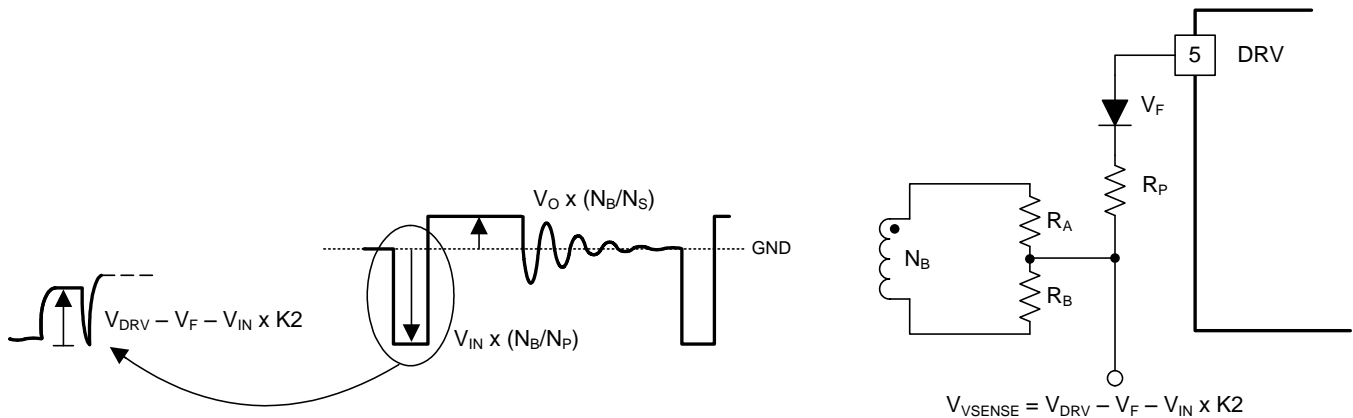 5 DRV
V_F
R_P
V_O x (N_B/N_S)
R_A
GND
N_B
R_B
V_DRV – V_F – V_IN x K2
V_IN x (N_B/N_P)
V_VSENSE = V_DRV – V_F – V_IN x K2